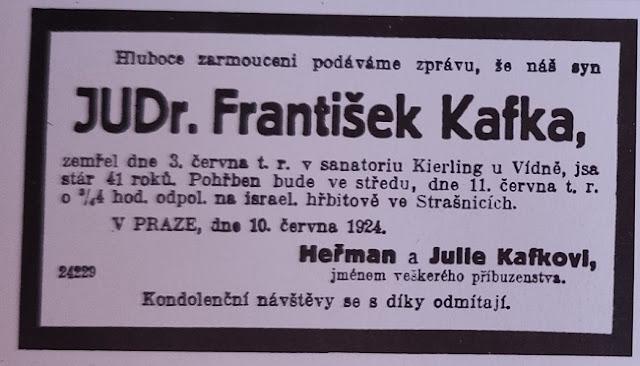 Hluboce zarmouceni podáváme zprávu, že náš syn
JUDr. František Kafka,
zemřel dne 3. června t. r. v sanatoriu Kierling u Vídně, jsa
stár 41 roků. Pohřben bude ve středu, dne 11. června t. r.
o ¾4 hod. odpol. na israel. hřbitově ve Strašnicích.
V PRAZE, dne 10. června 1924.
Heřman a Julie Kafkovi,
24229
jménem veškerého příbuzenstva.
Kondolenční návštěvy se s díky odmítají.